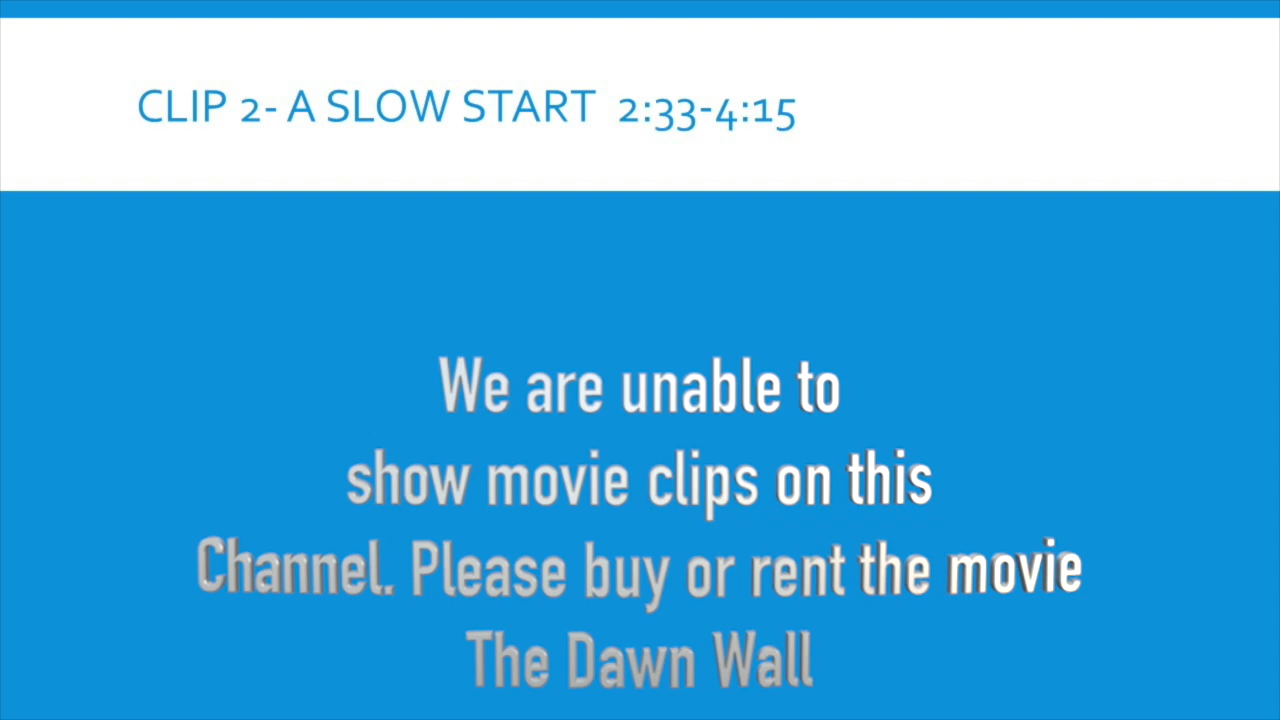 CLIP 2- A SLOW START 2:33-4:15
We are unable to
show movie clips on this
Channel. Please buy or rent the movie
The Dawn Wall